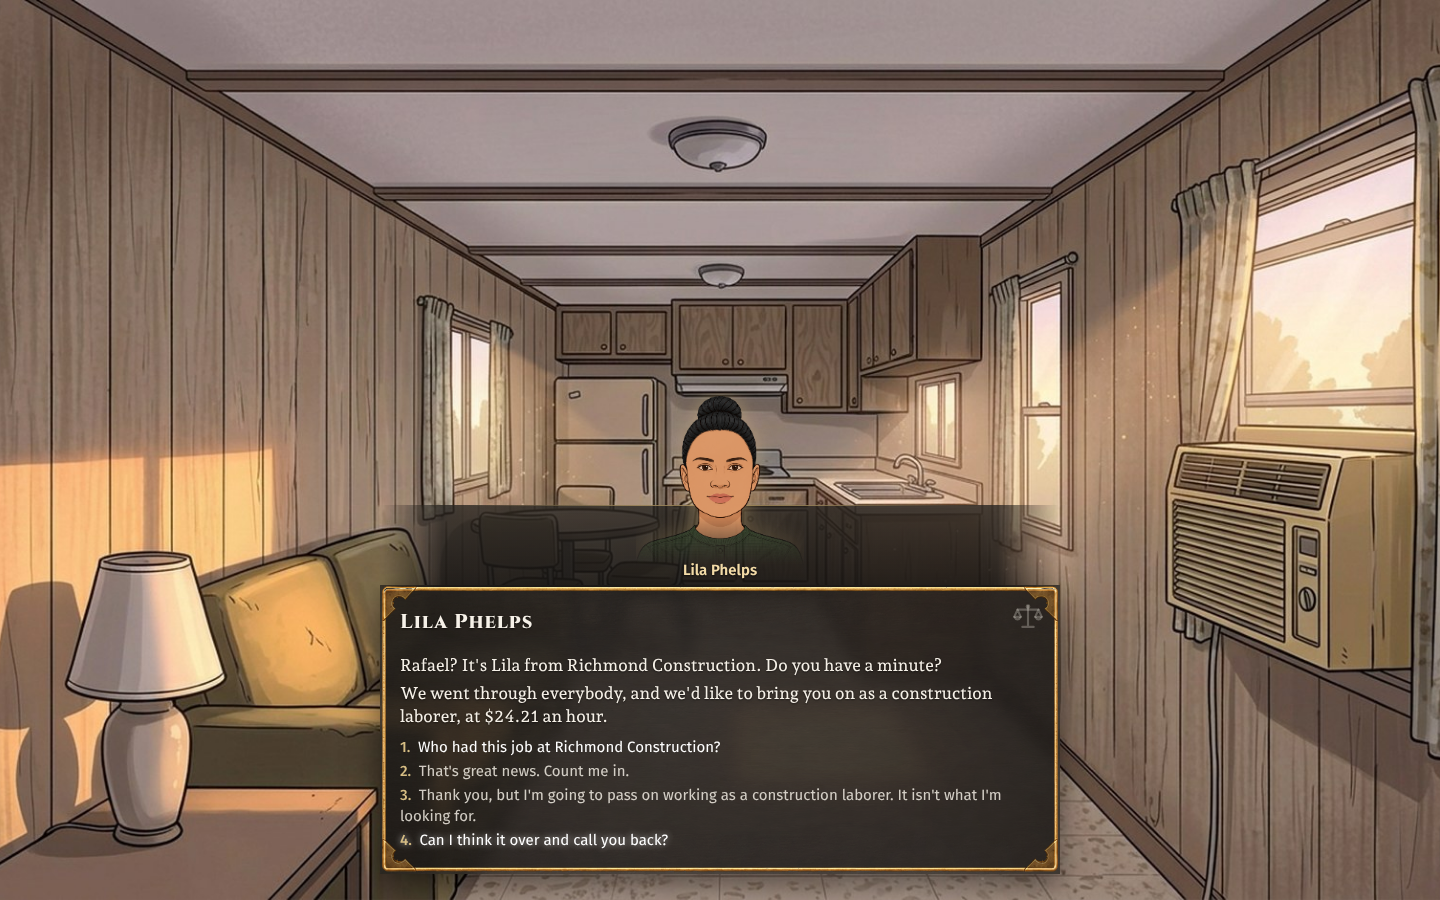 Lila Phelps
Lila Phelps
Rafael? It's Lila from Richmond Construction. Do you have a minute?
We went through everybody, and we'd like to bring you on as a construction
laborer, at $24.21 an hour.
1. Who had this job at Richmond Construction?
2. That's great news. Count me in.
3. Thank you, but I'm going to pass on working as a construction laborer. It isn't what I'm
looking for.
4. Can I think it over and call you back?